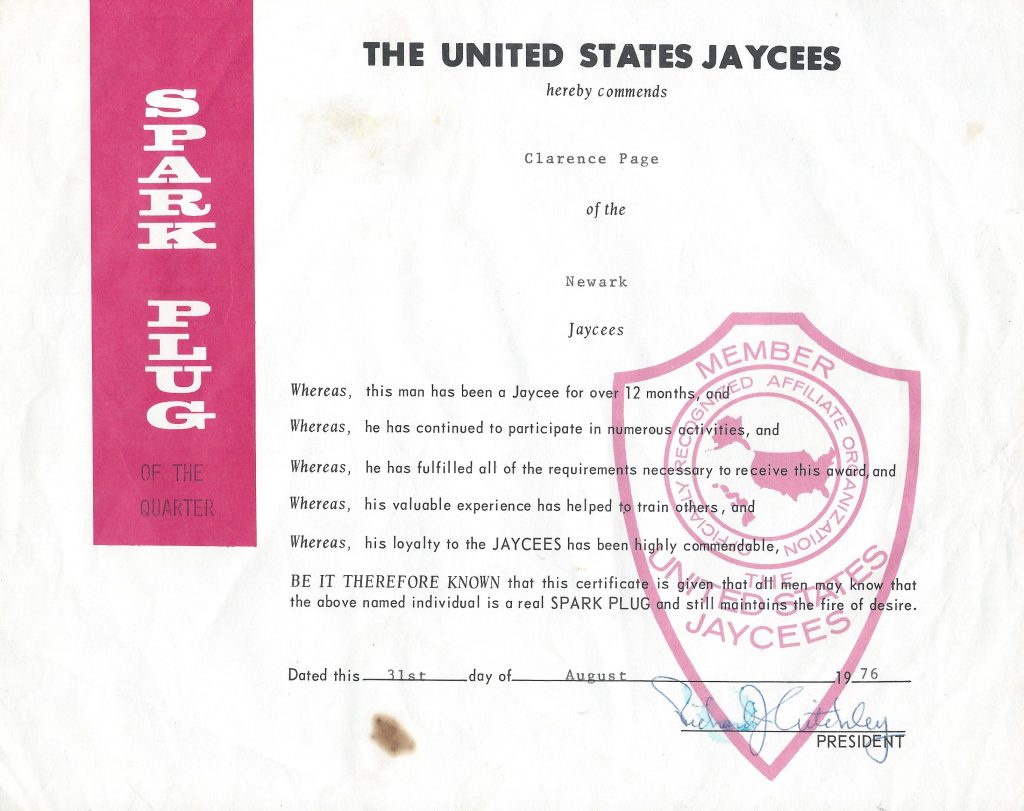 THE UNITED STATES JAYCEES
hereby commends
Clarence Page
of the
Newark
Jaycees
SPARK PLUG
OF THE
QUARTER
Whereas, this man has been a Jaycee for over 12 months, and
Whereas, he has continued to participate in numerous activities, and
Whereas, he has fulfilled all of the requirements necessary to receive this award, and
Whereas, his valuable experience has helped to train others, and
Whereas, his loyalty to the JAYCEES has been highly commendable,
BE IT THEREFORE KNOWN that this certificate is given that all men may know that
the above named individual is a real SPARK PLUG and still maintains the fire of desire.
MEMBER
OFFICIALLY RECOGNIZED AFFILIATE ORGANIZATION
THE
UNITED STATES
JAYCEES
Dated this 31st day of August 1976
Richard J Critchley
PRESIDENT